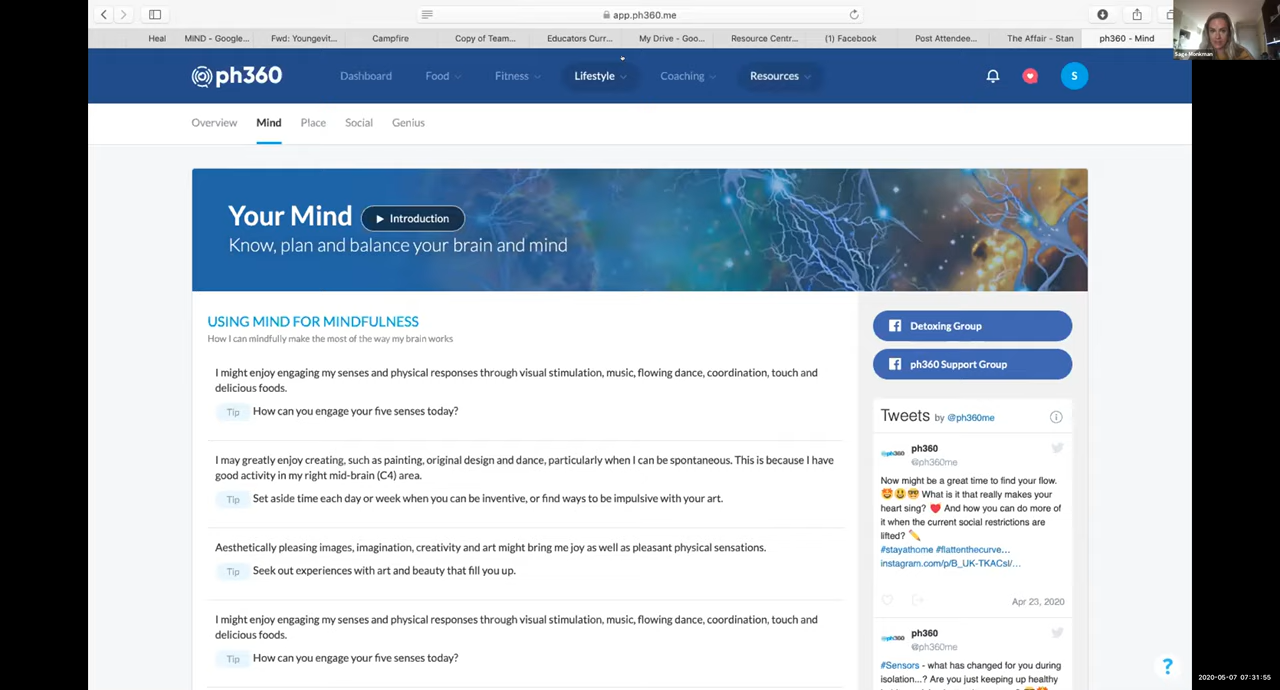 app.ph360.me
Heal
MIND - Google...
Fwd: Youngevit...
Campfire
Copy of Team...
Educators Curr...
My Drive - Goo...
Resource Centr...
(1) Facebook
Post Attendee...
The Affair - Stan
ph360 - Mind
Sage Monkman
ph360
Dashboard
Food
Fitness
Lifestyle
Coaching
Resources
S
Overview
Mind
Place
Social
Genius
Your Mind
Introduction
Know, plan and balance your brain and mind
USING MIND FOR MINDFULNESS
How I can mindfully make the most of the way my brain works
I might enjoy engaging my senses and physical responses through visual stimulation, music, flowing dance, coordination, touch and
delicious foods.
Tip How can you engage your five senses today?
I may greatly enjoy creating, such as painting, original design and dance, particularly when I can be spontaneous. This is because I have
good activity in my right mid-brain (C4) area.
Tip Set aside time each day or week when you can be inventive, or find ways to be impulsive with your art.
Aesthetically pleasing images, imagination, creativity and art might bring me joy as well as pleasant physical sensations.
Tip Seek out experiences with art and beauty that fill you up.
I might enjoy engaging my senses and physical responses through visual stimulation, music, flowing dance, coordination, touch and
delicious foods.
Tip How can you engage your five senses today?
Detoxing Group
ph360 Support Group
Tweets by @ph360me
ph360
ph360
@ph360me
Now might be a great time to find your flow.
What is it that really makes your
heart sing? And how you can do more of
it when the current social restrictions are
lifted?
#stayathome #flattenthecurve...
instagram.com/p/B_UK-TKACsl/...
Apr 23, 2020
ph360
ph360
@ph360me
#Sensors - what has changed for you during
isolation...? Are you just keeping up healthy
?
2020-05-07 07:31:55